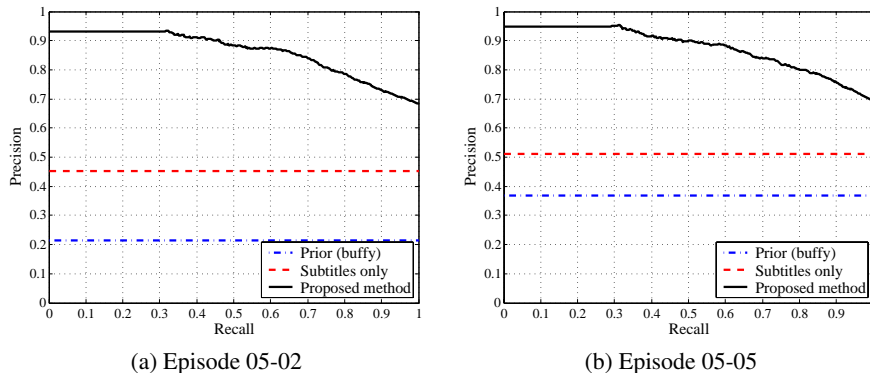 1
0.9
0.8
0.7
0.6
0.5
0.4
0.3
0.2
0.1
0
Precision
0 0.1 0.2 0.3 0.4 0.5 0.6 0.7 0.8 0.9 1
Recall
Prior (buffy)
Subtitles only
Proposed method
(a) Episode 05-02
1
0.9
0.8
0.7
0.6
0.5
0.4
0.3
0.2
0.1
0
Precision
0 0.1 0.2 0.3 0.4 0.5 0.6 0.7 0.8 0.9
Recall
Prior (buffy)
Subtitles only
Proposed method
(b) Episode 05-05